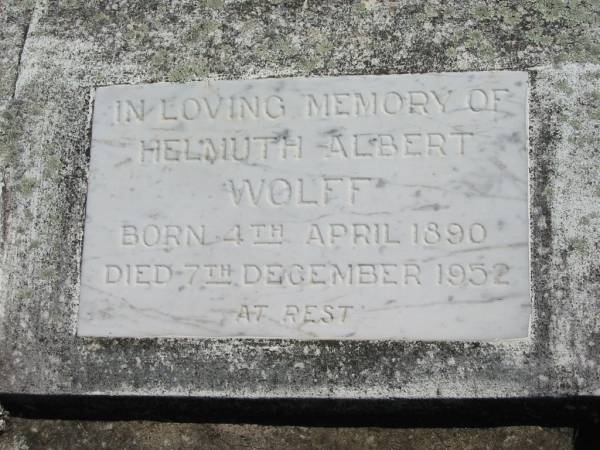 IN LOVING MEMORY OF
HELMUTH ALBERT
WOLFF
BORN 4TH APRIL 1890
DIED 7TH DECEMBER 1952
AT REST